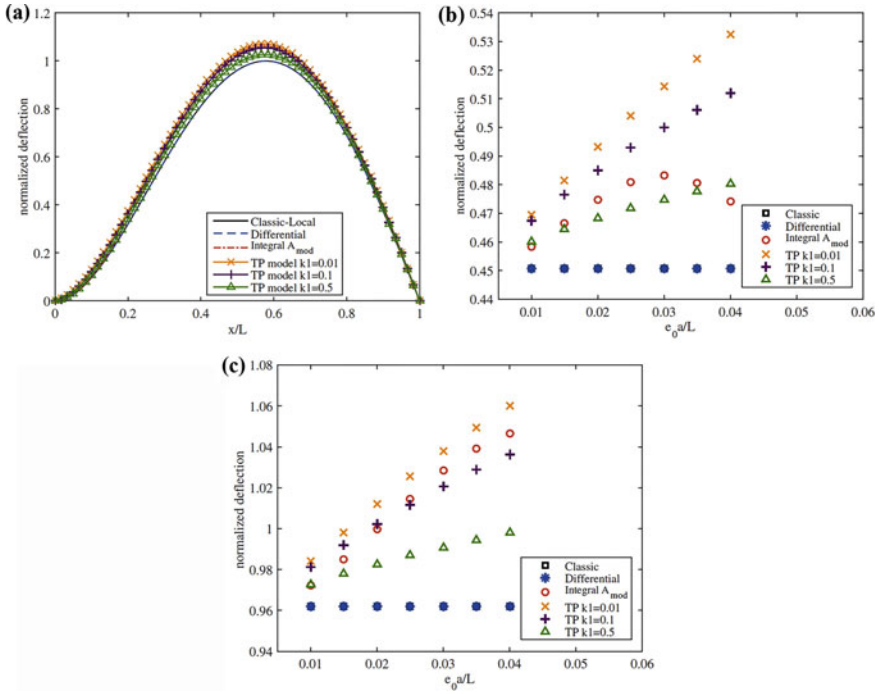 (a)
1.2
1
0.8
0.6
0.4
0.2
0
normalized deflection
0
0.2
0.4
0.6
0.8
1
x/L
Classic-Local
Differential
Integral A_mod
TP model k1=0.01
TP model k1=0.1
TP model k1=0.5
(b)
0.53
0.53
0.51
0.5
0.48
0.47
0.45
0.44
normalized deflection
0.01
0.02
0.03
0.04
0.05
0.06
e_0a/L
Classic
Differential
Integral A_mod
TP k1=0.01
TP k1=0.1
TP k1=0.5
(c)
1.08
1.06
1.04
1.02
1
0.98
0.96
0.94
normalized deflection
0.01
0.02
0.03
0.04
0.05
0.06
e_0a/L
Classic
Differential
Integral A_mod
TP k1=0.01
TP k1=0.1
TP k1=0.5